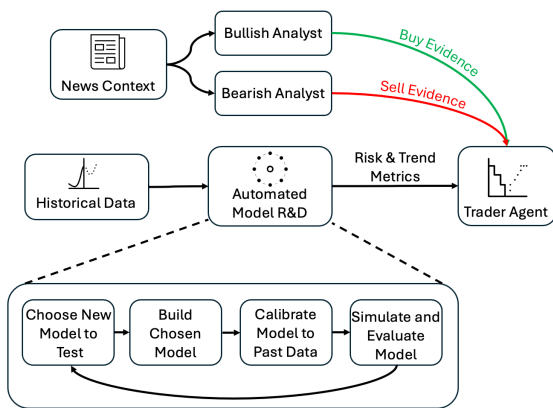 Bullish Analyst
Buy Evidence
News Context
Bearish Analyst
Sell Evidence
Historical Data
Automated
Model R&D
Risk & Trend
Metrics
Trader Agent
Choose New
Model to
Test
Build
Chosen
Model
Calibrate
Model to
Past Data
Simulate and
Evaluate
Model